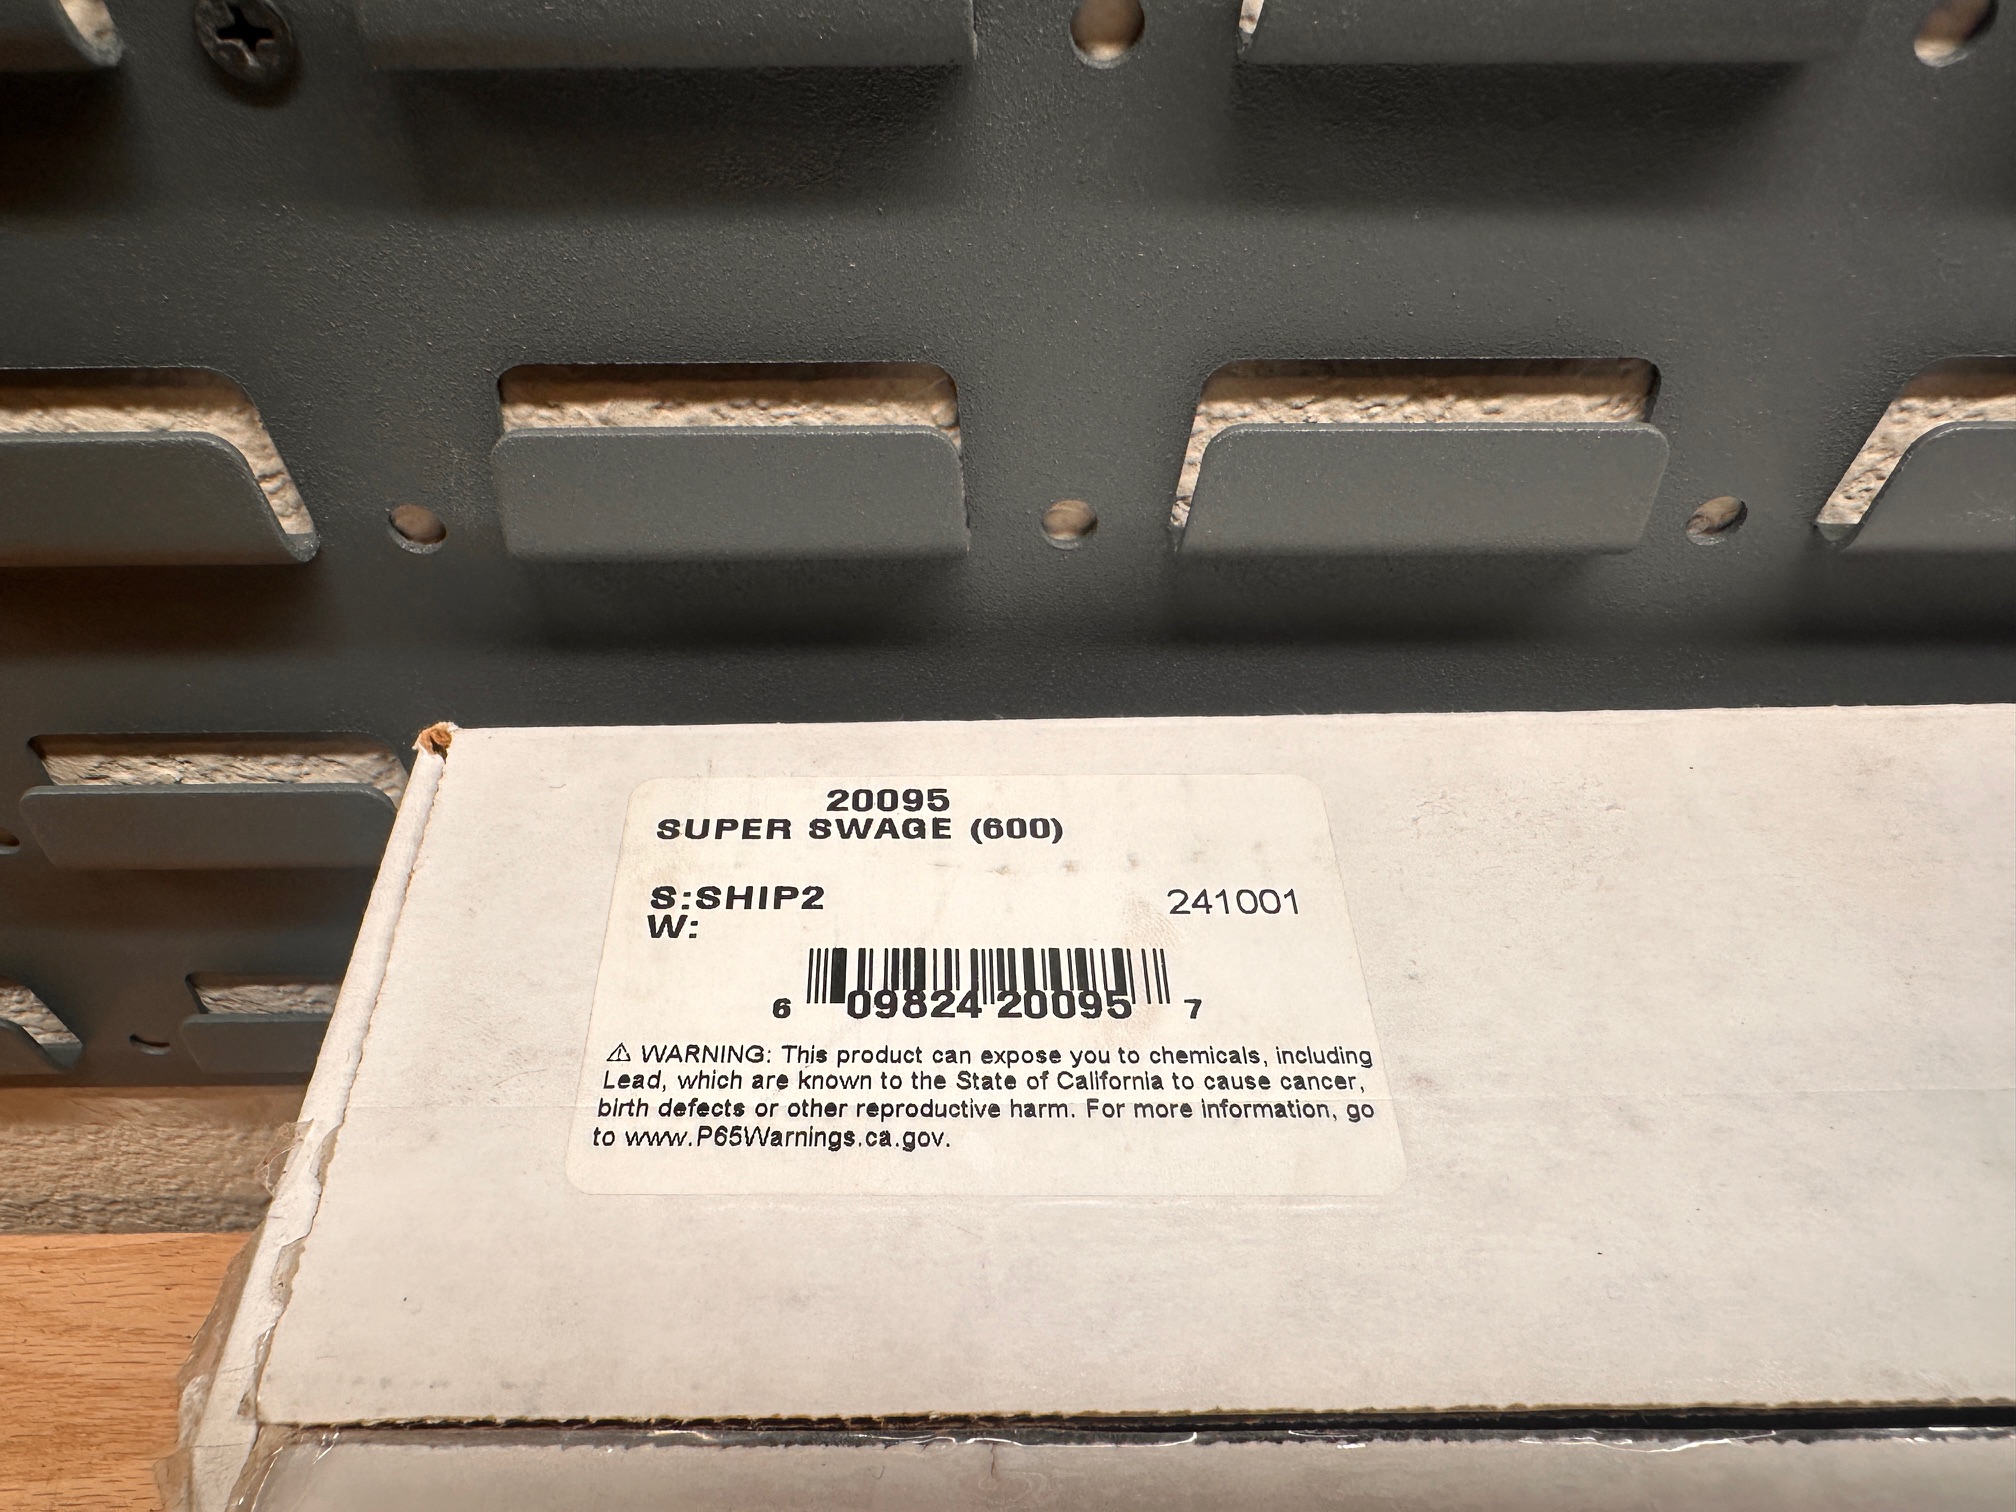 20095
SUPER SWAGE (600)
S:SHIP2 241001
W:
6 09824 20095 7
⚠ WARNING: This product can expose you to chemicals, including
Lead, which are known to the State of California to cause cancer,
birth defects or other reproductive harm. For more information, go
to www.P65Warnings.ca.gov.